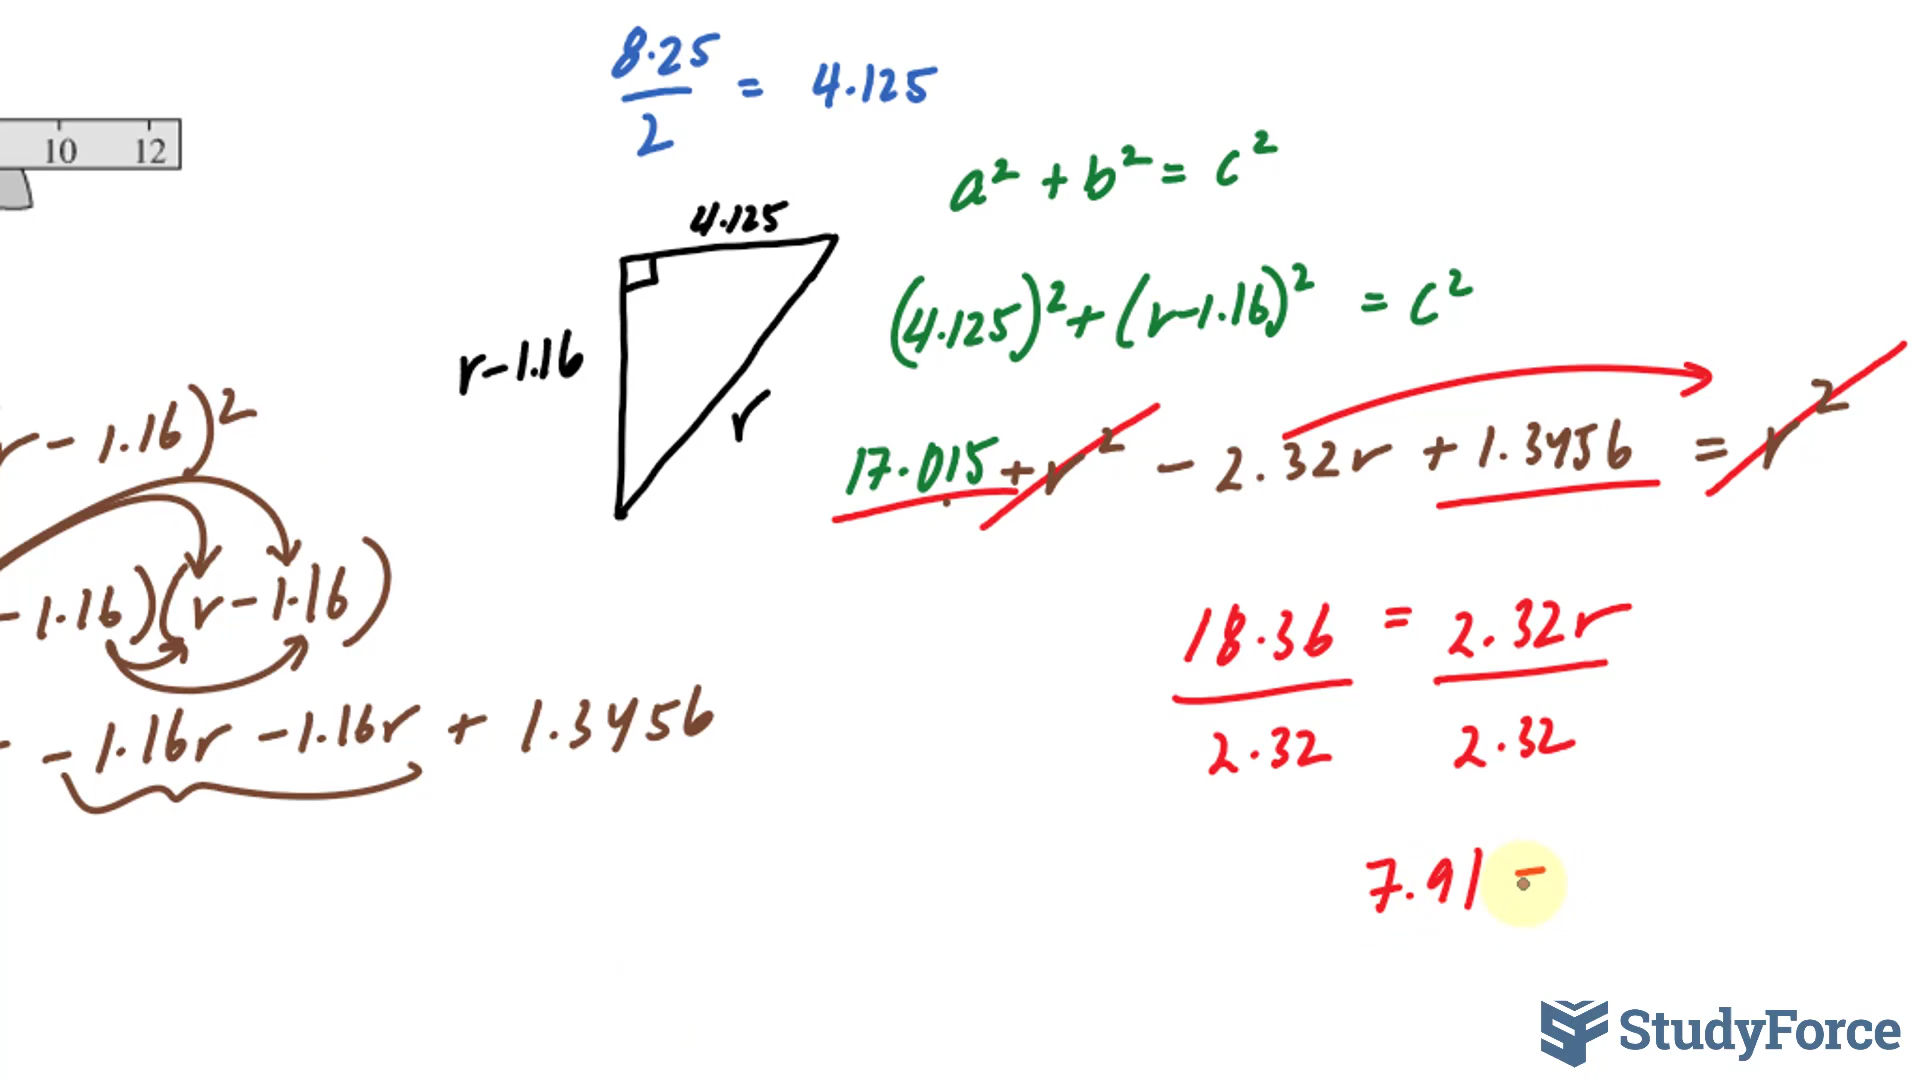 8.25
—— = 4.125
2
10 12
a² + b² = c²
4.125
(4.125)² + (r-1.16)² = c²
r-1.16
r
r - 1.16)²
17.015 + r² - 2.32r + 1.3456 = r²
-1.16)(r-1.16)
18.36 = 2.32r
2.32 2.32
-1.16r -1.16r + 1.3456
7.91 =
StudyForce